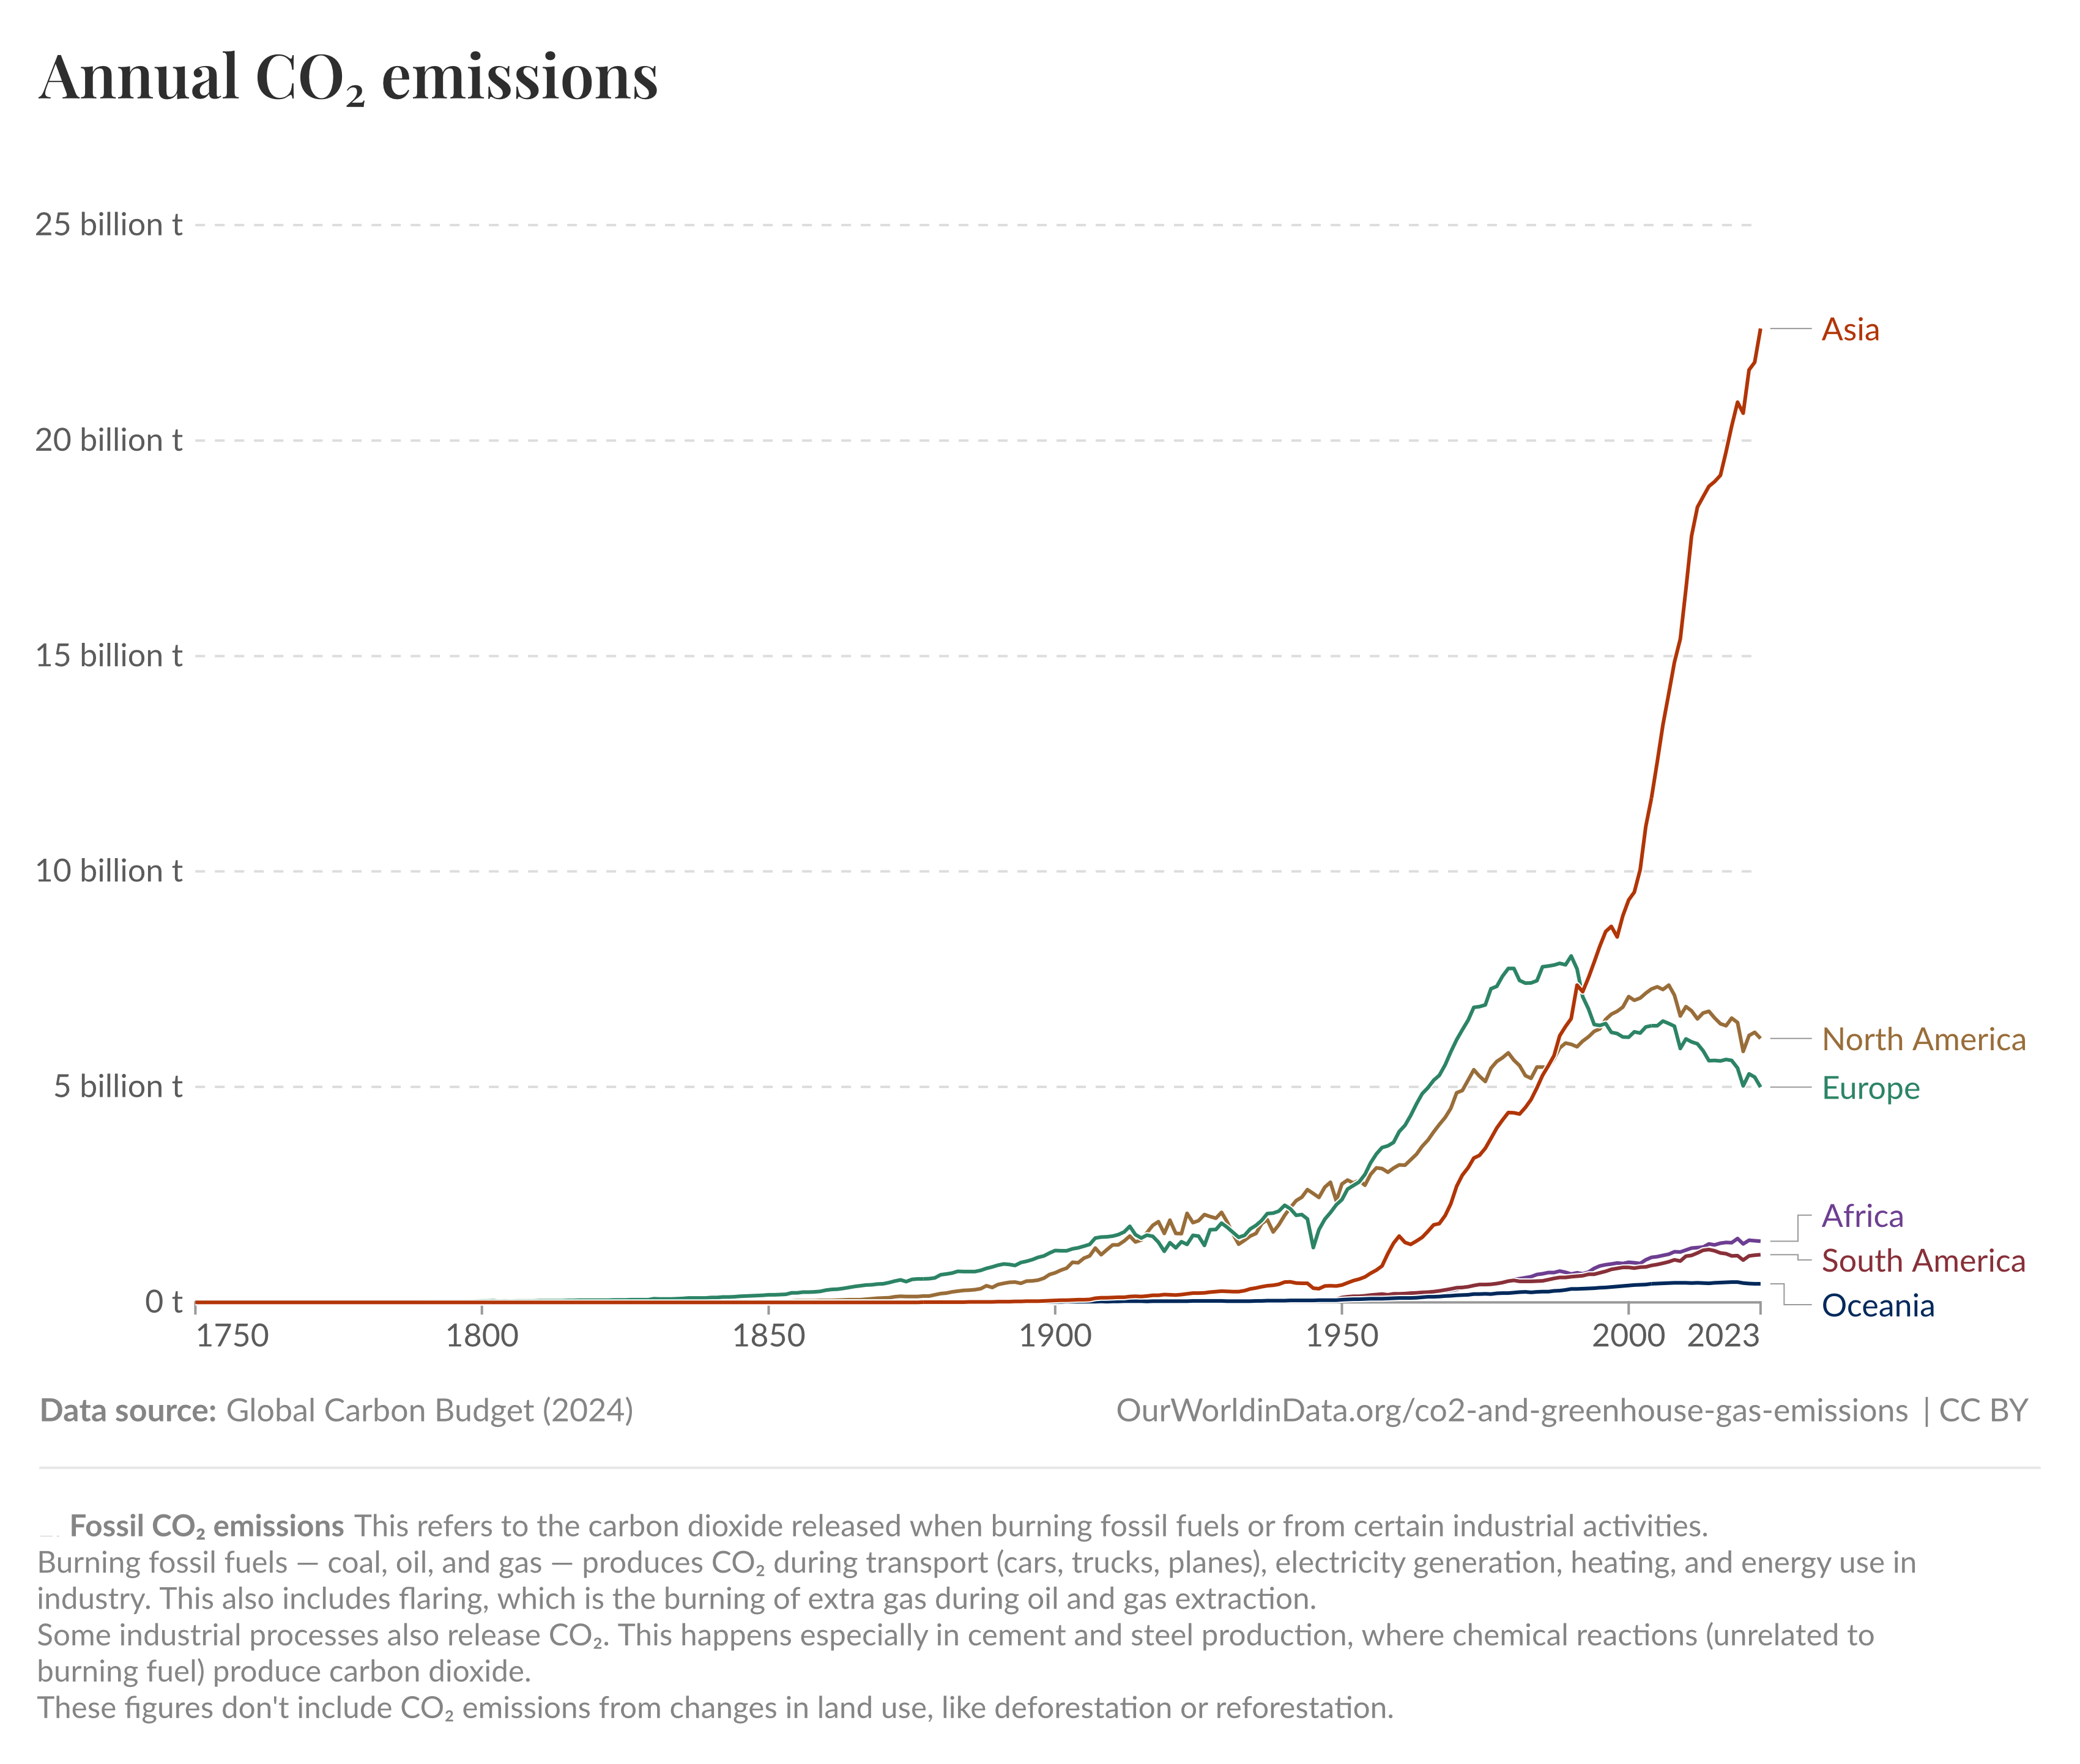 Annual CO₂ emissions
25 billion t
20 billion t
15 billion t
10 billion t
5 billion t
0 t
Asia
North America
Europe
Africa
South America
Oceania
1750 1800 1850 1900 1950 2000 2023
Data source: Global Carbon Budget (2024) OurWorldinData.org/co2-and-greenhouse-gas-emissions | CC BY
Fossil CO₂ emissions This refers to the carbon dioxide released when burning fossil fuels or from certain industrial activities.
Burning fossil fuels — coal, oil, and gas — produces CO₂ during transport (cars, trucks, planes), electricity generation, heating, and energy use in
industry. This also includes flaring, which is the burning of extra gas during oil and gas extraction.
Some industrial processes also release CO₂. This happens especially in cement and steel production, where chemical reactions (unrelated to
burning fuel) produce carbon dioxide.
These figures don't include CO₂ emissions from changes in land use, like deforestation or reforestation.